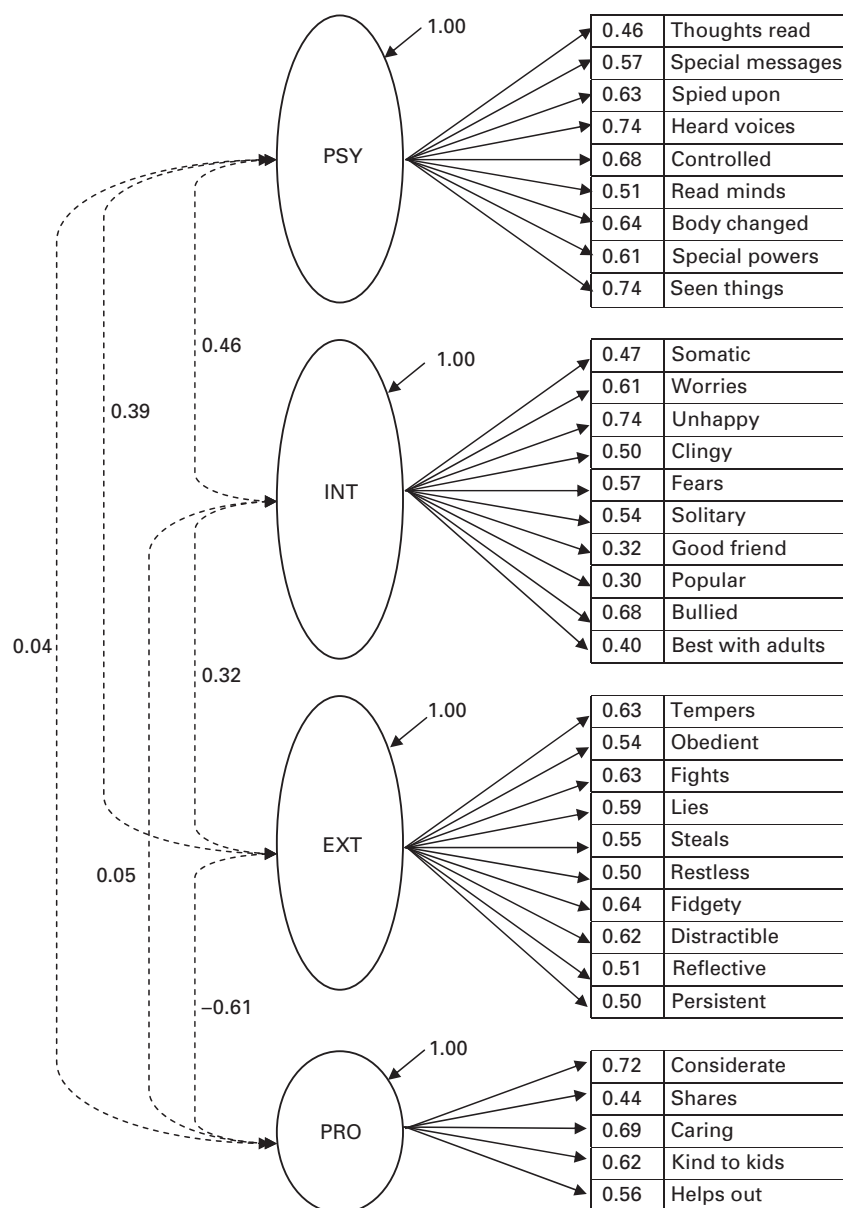 1.00
PSY
0.46 Thoughts read
0.57 Special messages
0.63 Spied upon
0.74 Heard voices
0.68 Controlled
0.51 Read minds
0.64 Body changed
0.61 Special powers
0.74 Seen things
0.46
0.39
1.00
INT
0.47 Somatic
0.61 Worries
0.74 Unhappy
0.50 Clingy
0.57 Fears
0.54 Solitary
0.32 Good friend
0.30 Popular
0.68 Bullied
0.40 Best with adults
0.04
0.32
1.00
EXT
0.63 Tempers
0.54 Obedient
0.63 Fights
0.59 Lies
0.55 Steals
0.50 Restless
0.64 Fidgety
0.62 Distractible
0.51 Reflective
0.50 Persistent
0.05
–0.61
1.00
PRO
0.72 Considerate
0.44 Shares
0.69 Caring
0.62 Kind to kids
0.56 Helps out